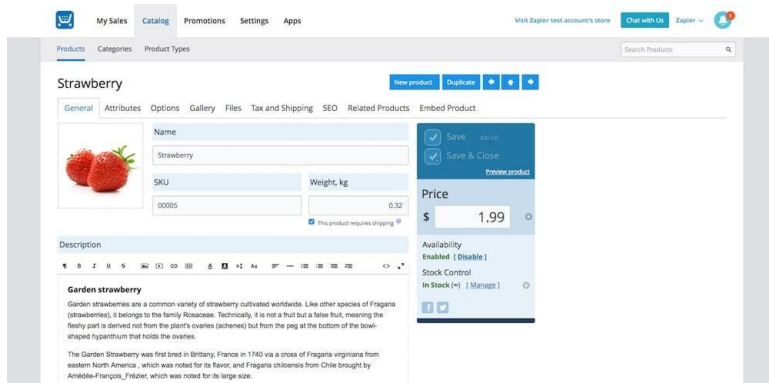 My Sales Catalog Promotions Settings Apps Visit Zapier test account's store Chat with Us Zapier
Products Categories Product Types Search Products
Strawberry
New product Duplicate
General Attributes Options Gallery Files Tax and Shipping SEO Related Products Embed Product
Name
Strawberry
SKU Weight, kg
00005 0.32
This product requires shipping
Save
Save & Close
Preview product
Price
$ 1.99
Availability
Enabled [ Disable ]
Stock Control
In Stock (∞) [ Manage ]
Description
Garden strawberry
Garden strawberries are a common variety of strawberry cultivated worldwide. Like other species of Fragaria
(strawberries), it belongs to the family Rosaceae. Technically, it is not a fruit but a false fruit, meaning the
fleshy part is derived not from the plant's ovaries (achenes) but from the peg at the bottom of the bowl-
shaped hypanthium that holds the ovaries.
The Garden Strawberry was first bred in Brittany, France in 1740 via a cross of Fragaria virginiana from
eastern North America , which was noted for its flavor, and Fragaria chiloensis from Chile brought by
Amédée-François_Frézier, which was noted for its large size.